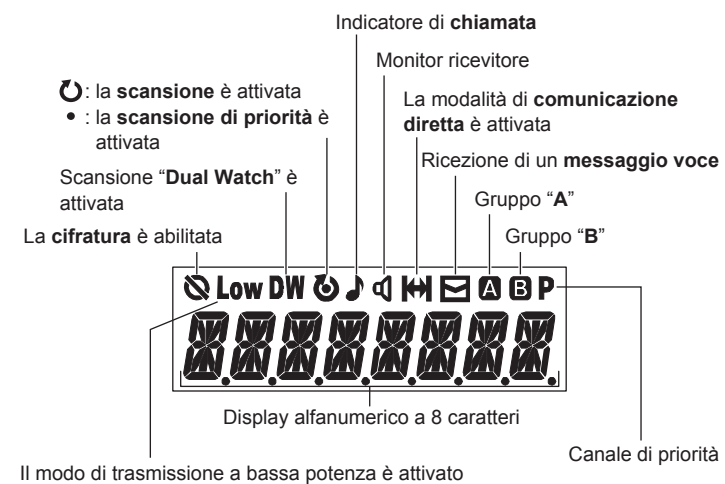 Indicatore di chiamata
Monitor ricevitore
: la scansione è attivata
• : la scansione di priorità è
attivata
La modalità di comunicazione
diretta è attivata
Ricezione di un messaggio voce
Scansione “Dual Watch” è
attivata
Gruppo “A”
La cifratura è abilitata
Gruppo “B”
Low DW A B P
Display alfanumerico a 8 caratteri
Canale di priorità
Il modo di trasmissione a bassa potenza è attivato